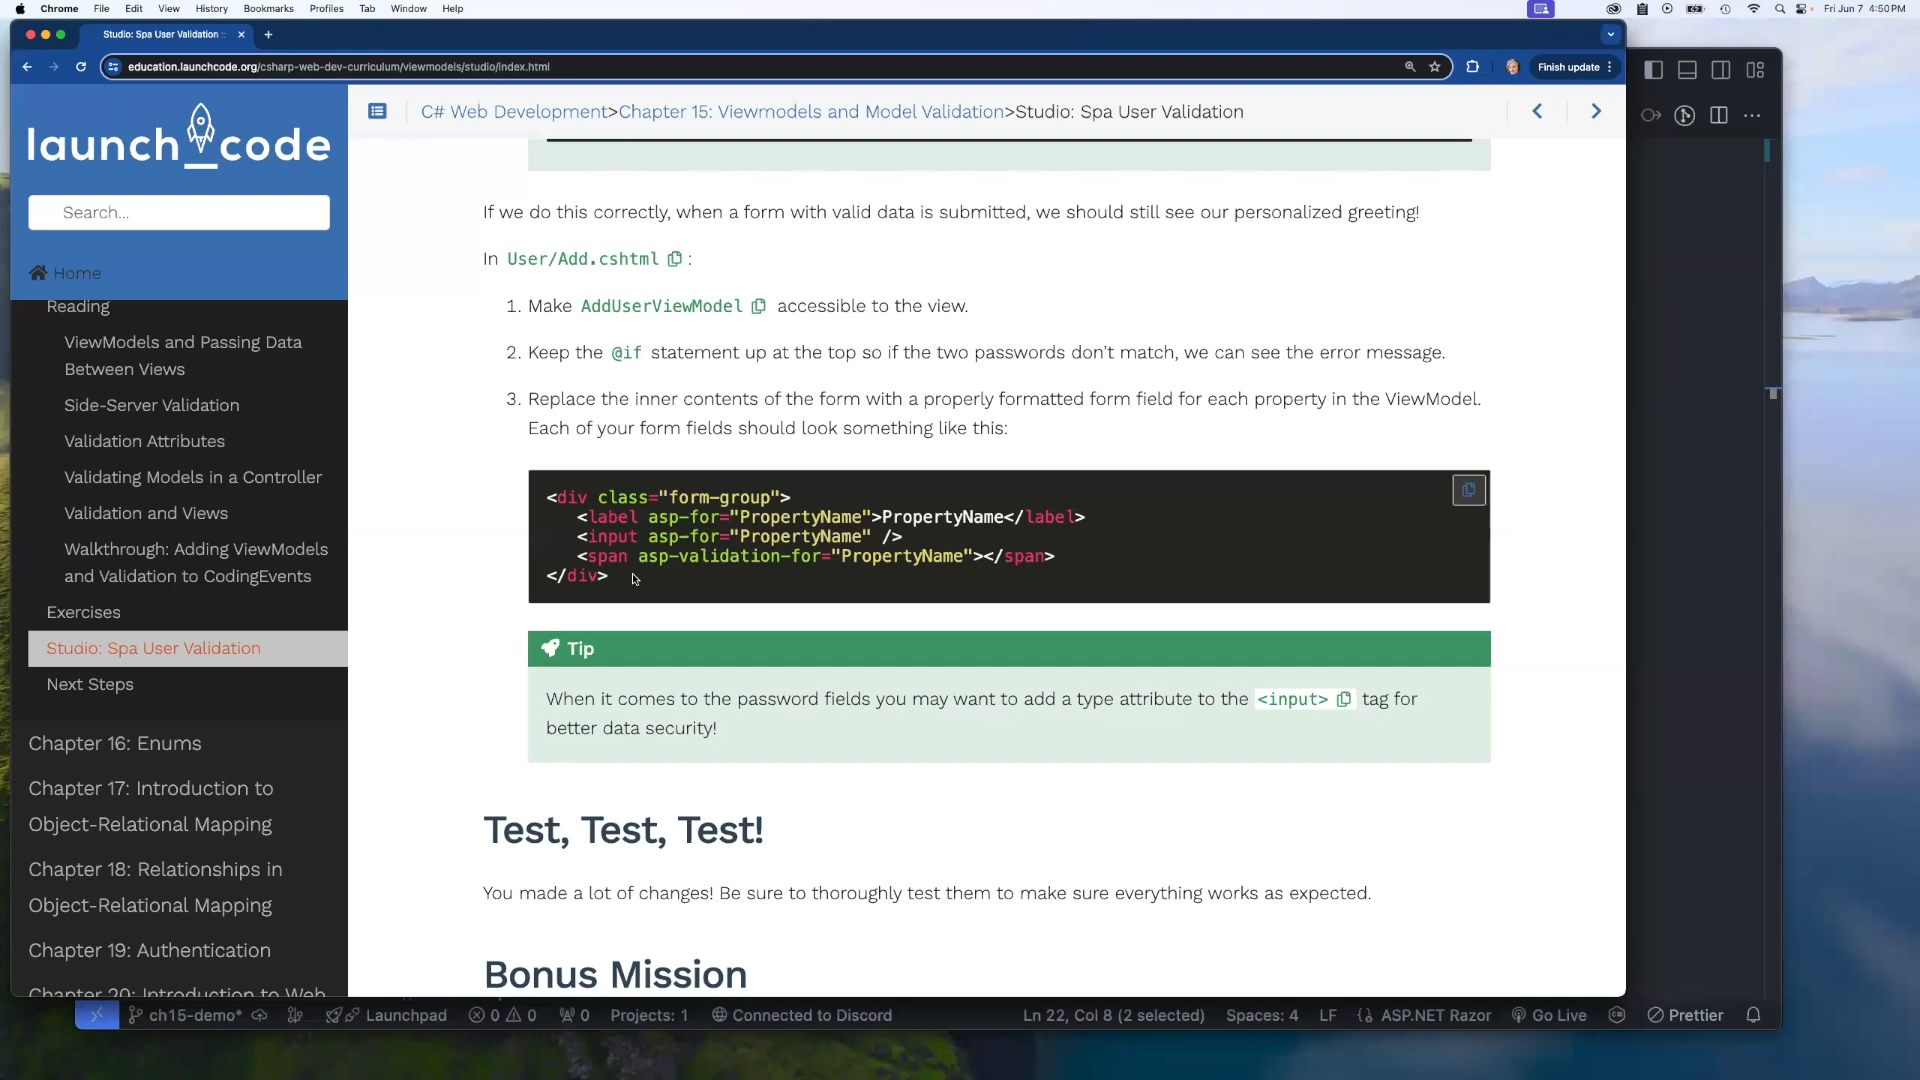 Chrome File Edit View History Bookmarks Profiles Tab Window Help
Fri Jun 7 4:50PM
Studio: Spa User Validation
education.launchcode.org/csharp-web-dev-curriculum/viewmodels/studio/index.html
Finish update
launch_code
Search...
Home
Reading
ViewModels and Passing Data
Between Views
Side-Server Validation
Validation Attributes
Validating Models in a Controller
Validation and Views
Walkthrough: Adding ViewModels
and Validation to CodingEvents
Exercises
Studio: Spa User Validation
Next Steps
Chapter 16: Enums
Chapter 17: Introduction to
Object-Relational Mapping
Chapter 18: Relationships in
Object-Relational Mapping
Chapter 19: Authentication
Chapter 20: Introduction to Web
C# Web Development>Chapter 15: Viewmodels and Model Validation>Studio: Spa User Validation
If we do this correctly, when a form with valid data is submitted, we should still see our personalized greeting!
In User/Add.cshtml :
1. Make AddUserViewModel accessible to the view.
2. Keep the @if statement up at the top so if the two passwords don’t match, we can see the error message.
3. Replace the inner contents of the form with a properly formatted form field for each property in the ViewModel.
Each of your form fields should look something like this:
<div class="form-group">
<label asp-for="PropertyName">PropertyName</label>
<input asp-for="PropertyName" />
<span asp-validation-for="PropertyName"></span>
</div>
Tip
When it comes to the password fields you may want to add a type attribute to the <input> tag for
better data security!
Test, Test, Test!
You made a lot of changes! Be sure to thoroughly test them to make sure everything works as expected.
Bonus Mission
ch15-demo* Launchpad 0 0 0 Projects: 1 Connected to Discord Ln 22, Col 8 (2 selected) Spaces: 4 LF ASP.NET Razor Go Live Prettier